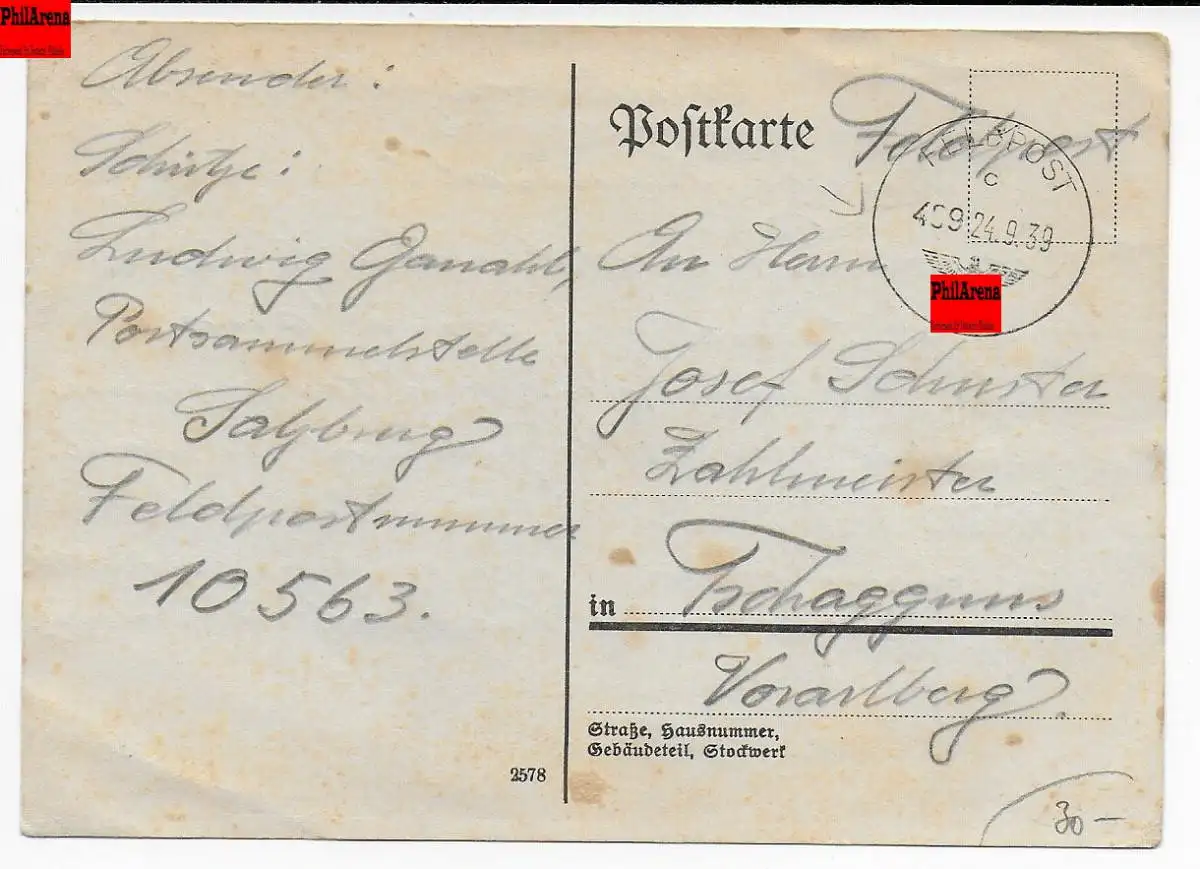 PhilArena
Absender:
Schütze:
Ludwig Ganahl,
Postsammelstelle
Salzburg
Feldpostnummer
10563.
2578
Postkarte
Feldpost
FELDPOST
c
409 24.9.39
PhilArena
An Herrn
Josef Schuster
Zahlmeister
in Tschagguns
Vorarlberg.
Straße, Hausnummer,
Gebäudeteil, Stockwerk
30 –